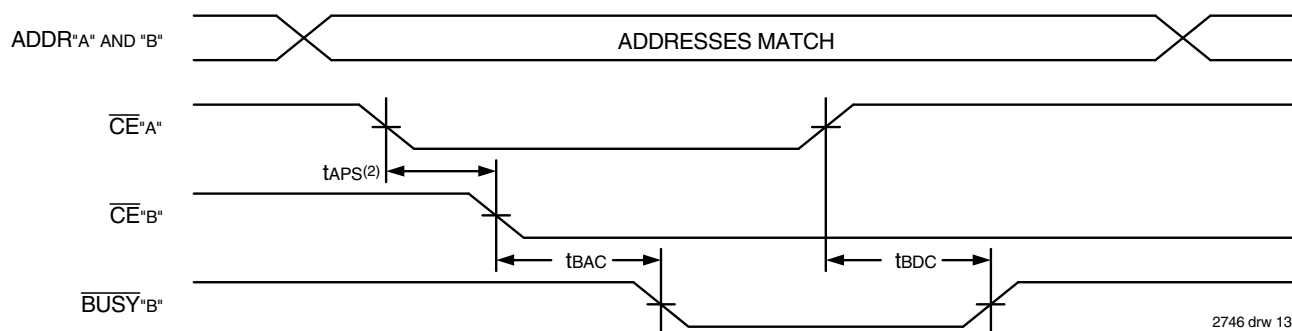 ADDR"A" AND "B"
ADDRESSES MATCH
CE"A"
tAPS(2)
CE"B"
tBAC
tBDC
BUSY"B"
2746 drw 13